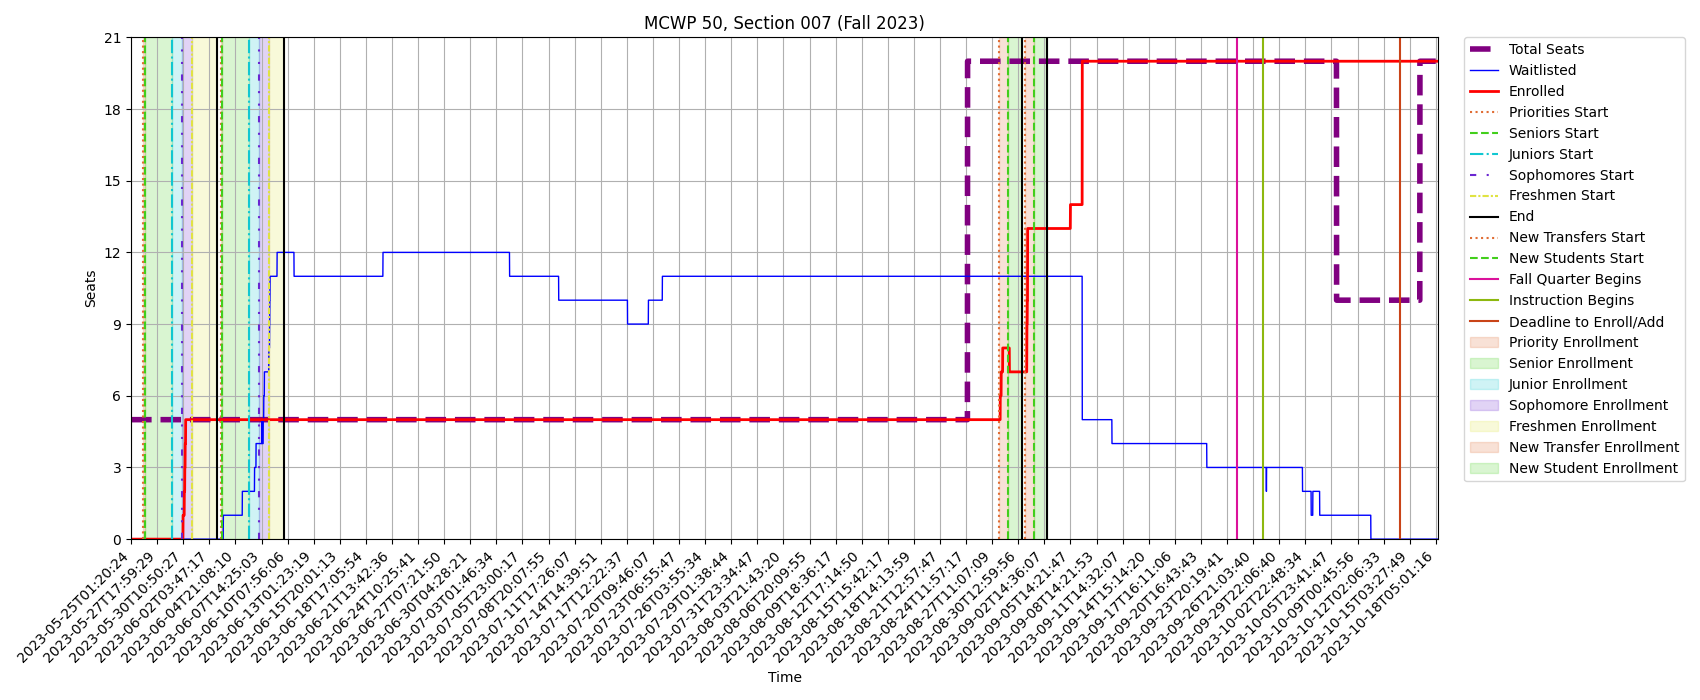 MCWP 50, Section 007 (Fall 2023)
Seats
21
18
15
12
9
6
3
0
2023-05-25T01:20:24
2023-05-27T17:59:29
2023-05-30T10:50:27
2023-06-02T03:47:17
2023-06-04T21:08:10
2023-06-07T14:25:03
2023-06-10T07:56:06
2023-06-13T01:23:19
2023-06-15T20:01:13
2023-06-18T17:05:54
2023-06-21T13:42:36
2023-06-24T10:25:41
2023-06-27T07:21:50
2023-06-30T04:28:21
2023-07-03T01:46:34
2023-07-05T23:00:17
2023-07-08T20:07:55
2023-07-11T17:26:07
2023-07-14T14:39:51
2023-07-17T12:22:37
2023-07-20T09:46:07
2023-07-23T06:55:47
2023-07-26T03:55:34
2023-07-29T01:38:44
2023-07-31T23:34:47
2023-08-03T21:43:20
2023-08-06T20:09:55
2023-08-09T18:36:17
2023-08-12T17:14:50
2023-08-15T15:42:17
2023-08-18T14:13:59
2023-08-21T12:57:47
2023-08-24T11:57:17
2023-08-27T11:07:09
2023-08-30T12:59:56
2023-09-02T14:36:07
2023-09-05T14:21:47
2023-09-08T14:21:53
2023-09-11T14:32:07
2023-09-14T15:14:20
2023-09-17T16:11:06
2023-09-20T16:43:43
2023-09-23T20:19:41
2023-09-26T21:03:40
2023-09-29T22:06:40
2023-10-02T22:48:34
2023-10-05T23:41:47
2023-10-09T00:45:56
2023-10-12T02:06:33
2023-10-15T03:27:49
2023-10-18T05:01:16
Time
Total Seats
Waitlisted
Enrolled
Priorities Start
Seniors Start
Juniors Start
Sophomores Start
Freshmen Start
End
New Transfers Start
New Students Start
Fall Quarter Begins
Instruction Begins
Deadline to Enroll/Add
Priority Enrollment
Senior Enrollment
Junior Enrollment
Sophomore Enrollment
Freshmen Enrollment
New Transfer Enrollment
New Student Enrollment